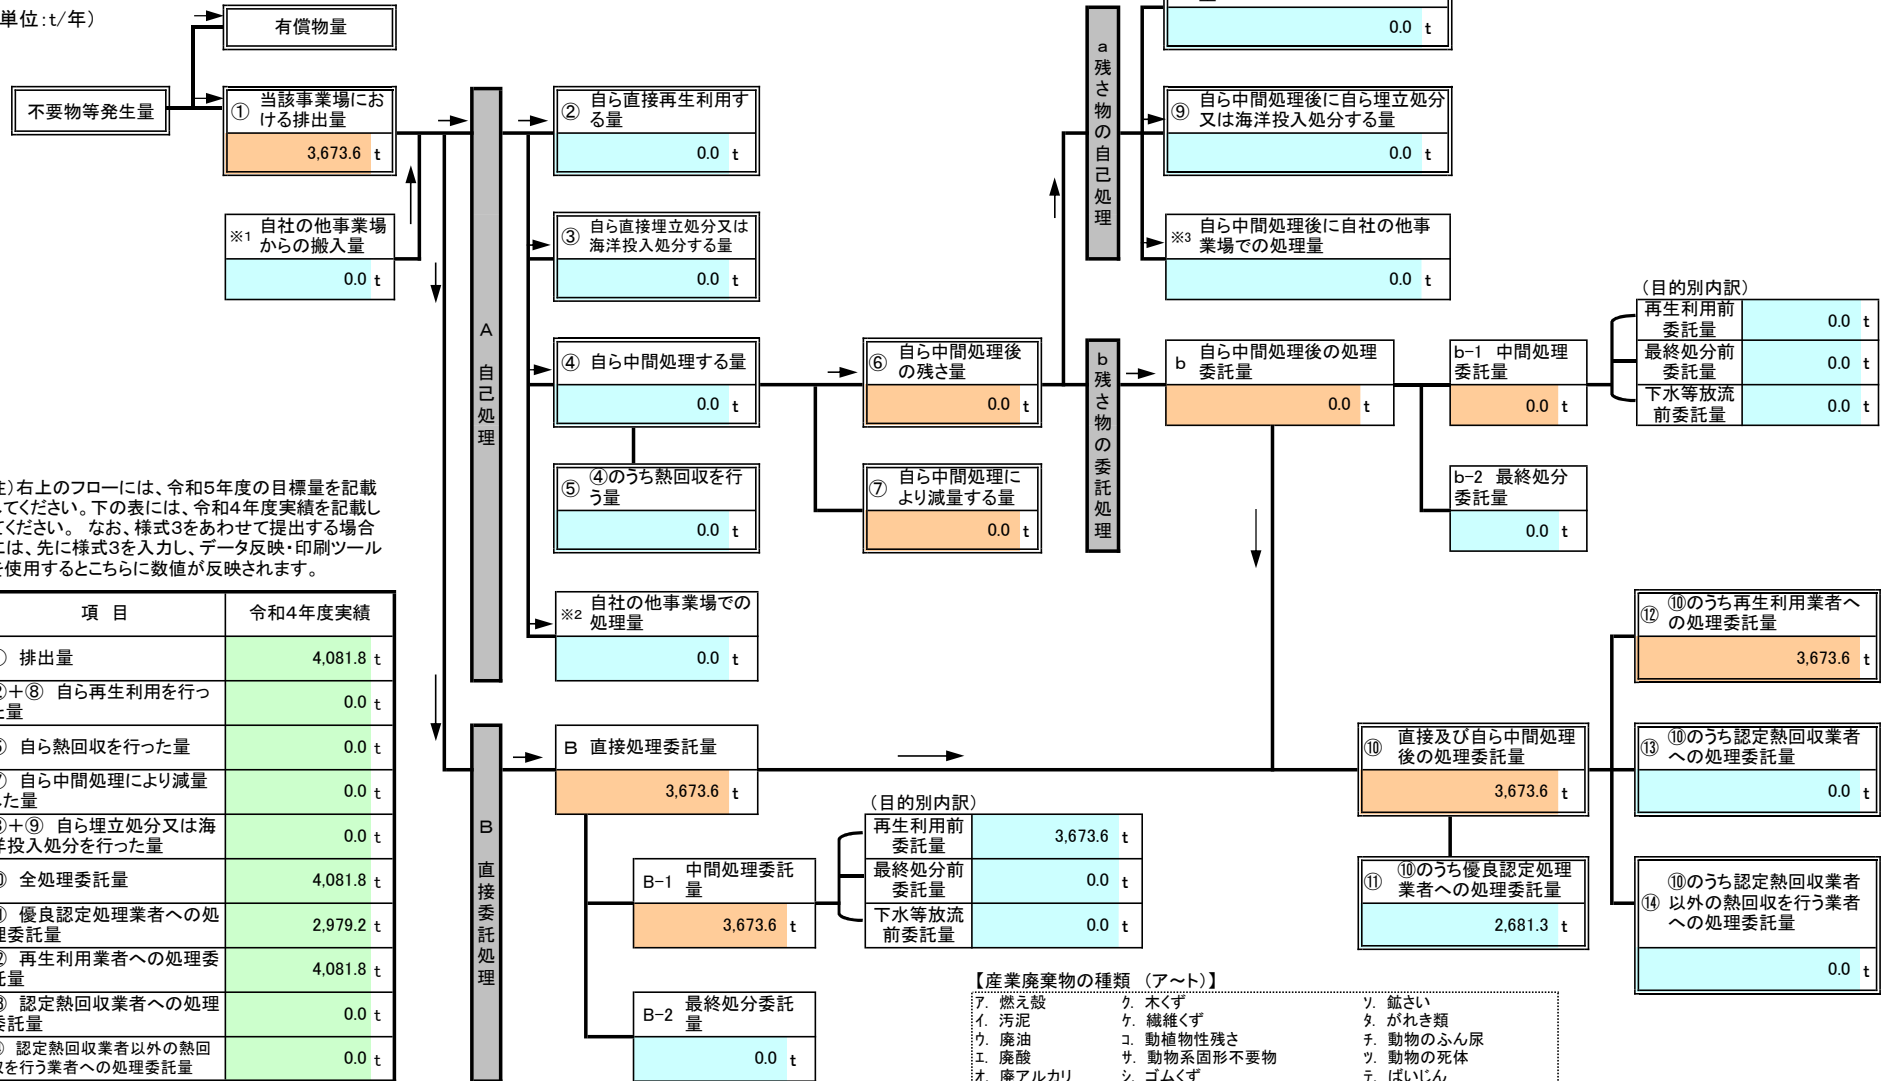 単位:t/年)
有償物量
不要物等発生量
① 当該事業場にお
ける排出量
3,673.6 t
※1 自社の他事業場
からの搬入量
0.0 t
A
自
己
処
理
② 自ら直接再生利用す
る量
0.0 t
③ 自ら直接埋立処分又は
海洋投入処分する量
0.0 t
④ 自ら中間処理する量
0.0 t
⑤ ④のうち熱回収を行
う量
0.0 t
※2 自社の他事業場での
処理量
0.0 t
⑥ 自ら中間処理後
の残さ量
0.0 t
⑦ 自ら中間処理に
より減量する量
0.0 t
a
残
さ
物
の
自
己
処
理
0.0 t
⑨ 自ら中間処理後に自ら埋立処分
又は海洋投入処分する量
0.0 t
※3 自ら中間処理後に自社の他事
業場での処理量
0.0 t
b
残
さ
物
の
委
託
処
理
b 自ら中間処理後の処理
委託量
0.0 t
b-1 中間処理
委託量
0.0 t
b-2 最終処分
委託量
0.0 t
(目的別内訳)
再生利用前
委託量 0.0 t
最終処分前
委託量 0.0 t
下水等放流
前委託量 0.0 t
)右上のフローには、令和5年度の目標量を記載
してください。下の表には、令和4年度実績を記載し
てください。 なお、様式3をあわせて提出する場合
には、先に様式3を入力し、データ反映・印刷ツール
を使用するとこちらに数値が反映されます。
項 目 令和4年度実績
排出量 4,081.8 t
+⑧ 自ら再生利用を行っ
た量 0.0 t
自ら熱回収を行った量 0.0 t
自ら中間処理により減量
した量 0.0 t
+⑨ 自ら埋立処分又は海
洋投入処分を行った量 0.0 t
全処理委託量 4,081.8 t
優良認定処理業者への処
理委託量 2,979.2 t
再生利用業者への処理委
託量 4,081.8 t
認定熱回収業者への処理
委託量 0.0 t
認定熱回収業者以外の熱回
収を行う業者への処理委託量 0.0 t
B
直
接
委
託
処
理
B 直接処理委託量
3,673.6 t
B-1 中間処理委託
量
3,673.6 t
B-2 最終処分委託
量
0.0 t
(目的別内訳)
再生利用前
委託量 3,673.6 t
最終処分前
委託量 0.0 t
下水等放流
前委託量 0.0 t
⑩ 直接及び自ら中間処理
後の処理委託量
3,673.6 t
⑪ ⑩のうち優良認定処理
業者への処理委託量
2,681.3 t
⑫ ⑩のうち再生利用業者へ
の処理委託量
3,673.6 t
⑬ ⑩のうち認定熱回収業者
への処理委託量
0.0 t
⑭ ⑩のうち認定熱回収業者
以外の熱回収を行う業者
への処理委託量
0.0 t
【産業廃棄物の種類 (ア~ト)】
ア. 燃え殻 ク. 木くず ソ. 鉱さい
イ. 汚泥 ケ. 繊維くず タ. がれき類
ウ. 廃油 コ. 動植物性残さ チ. 動物のふん尿
エ. 廃酸 サ. 動物系固形不要物 ツ. 動物の死体
オ. 廃アルカリ シ. ゴムくず テ. ばいじん